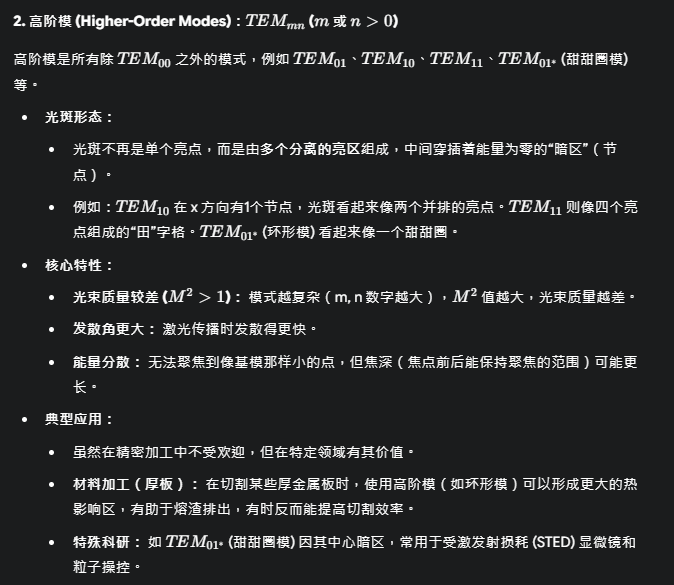 2. 高阶模 (Higher-Order Modes)：TEM_{mn} (m 或 n > 0)
高阶模是所有除 TEM_{00} 之外的模式，例如 TEM_{01}、TEM_{10}、TEM_{11}、TEM_{01*} (甜甜圈模)
等。
• 光斑形态：
• 光斑不再是单个亮点，而是由多个分离的亮区组成，中间穿插着能量为零的“暗区”（节
点）。
• 例如：TEM_{10} 在 x 方向有1个节点，光斑看起来像两个并排的亮点。TEM_{11} 则像四个亮
点组成的“田”字格。TEM_{01*} (环形模) 看起来像一个甜甜圈。
• 核心特性：
• 光束质量较差 (M² > 1)：模式越复杂（m, n 数字越大），M² 值越大，光束质量越差。
• 发散角更大：激光传播时发散得更快。
• 能量分散：无法聚焦到像基模那样小的点，但焦深（焦点前后能保持聚焦的范围）可能更
长。
• 典型应用：
• 虽然在精密加工中不受欢迎，但在特定领域有其价值。
• 材料加工（厚板）：在切割某些厚金属板时，使用高阶模（如环形模）可以形成更大的热
影响区，有助于熔渣排出，有时反而能提高切割效率。
• 特殊科研：如 TEM_{01*} (甜甜圈模) 因其中心暗区，常用于受激发射损耗 (STED) 显微镜和
粒子操控。